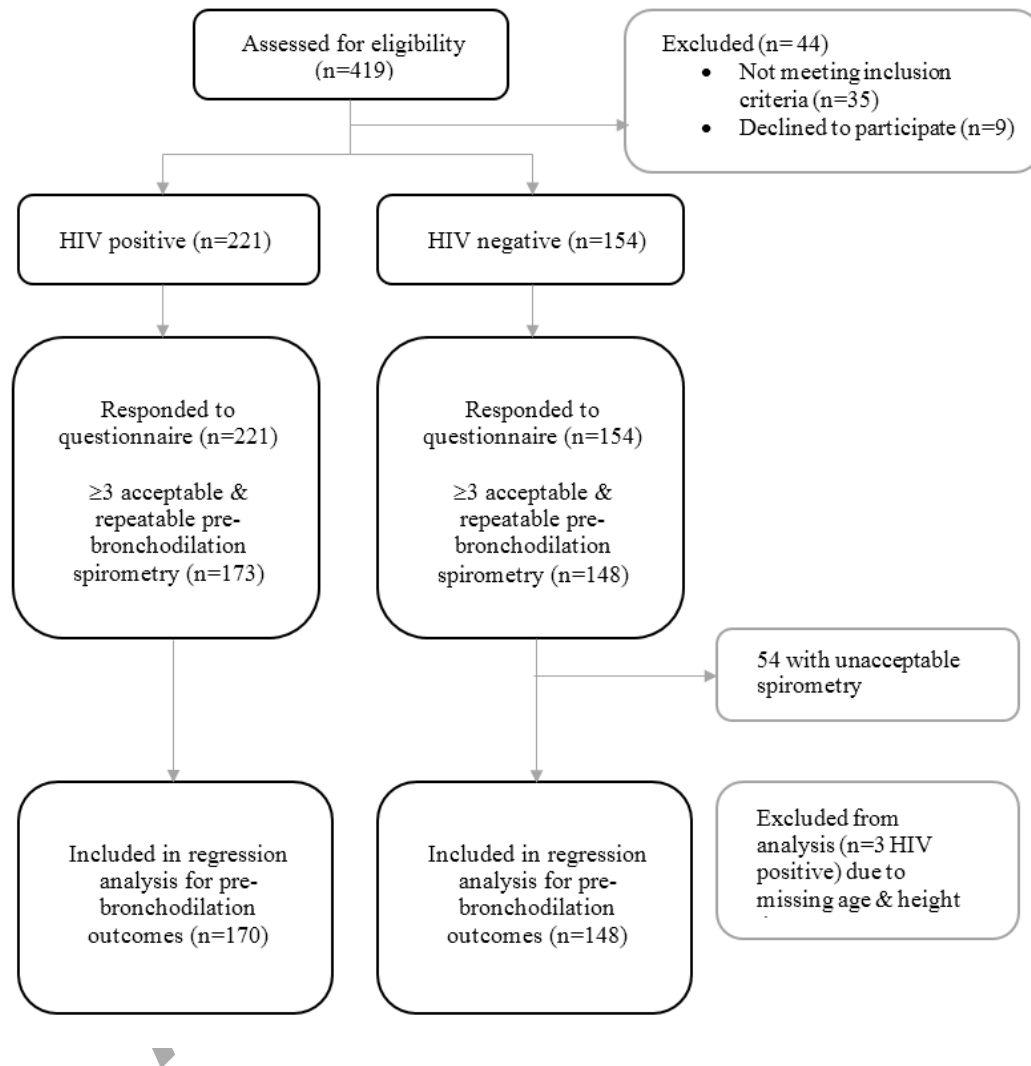 Assessed for eligibility
(n=419)
Excluded (n= 44)
• Not meeting inclusion
criteria (n=35)
• Declined to participate (n=9)
HIV positive (n=221)
HIV negative (n=154)
Responded to
questionnaire (n=221)
≥3 acceptable &
repeatable pre-
bronchodilation
spirometry (n=173)
Responded to
questionnaire (n=154)
≥3 acceptable &
repeatable pre-
bronchodilation
spirometry (n=148)
54 with unacceptable
spirometry
Included in regression
analysis for pre-
bronchodilation
outcomes (n=170)
Included in regression
analysis for pre-
bronchodilation
outcomes (n=148)
Excluded from
analysis (n=3 HIV
positive) due to
missing age & height